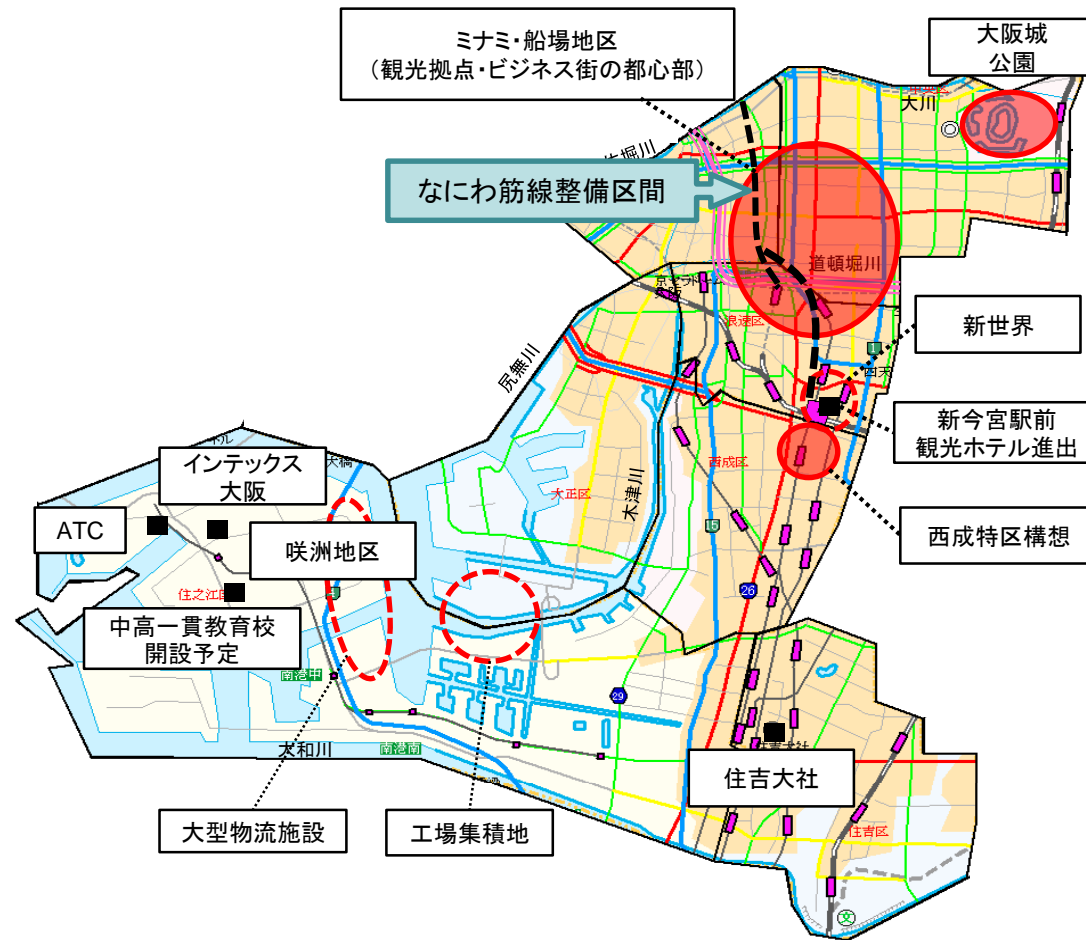 ミナミ・船場地区
（観光拠点・ビジネス街の都心部）
大阪城
公園
大川
なにわ筋線整備区間
道頓堀川
浪速区
新世界
新今宮駅前
観光ホテル進出
西成特区構想
西成区
尻無川
木津川
大正区
インテックス
大阪
ATC
咲洲地区
中高一貫教育校
開設予定
南港中
南港南
大和川
15
26
29
住吉大社
住吉区
大型物流施設
工場集積地
文